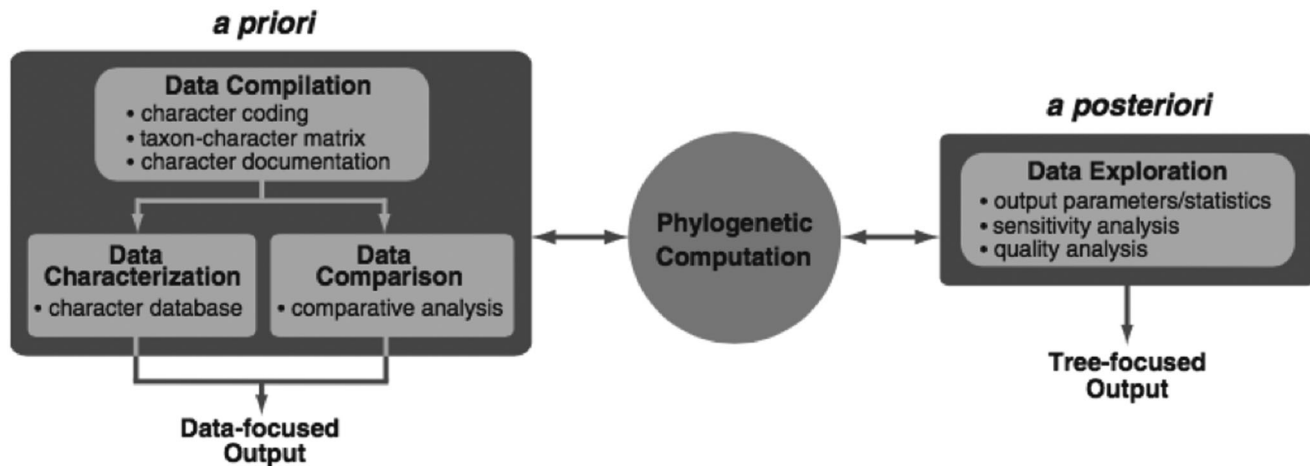 a priori
Data Compilation
• character coding
• taxon-character matrix
• character documentation
Data
Characterization
• character database
Data
Comparison
• comparative analysis
Data-focused
Output
Phylogenetic
Computation
a posteriori
Data Exploration
• output parameters/statistics
• sensitivity analysis
• quality analysis
Tree-focused
Output